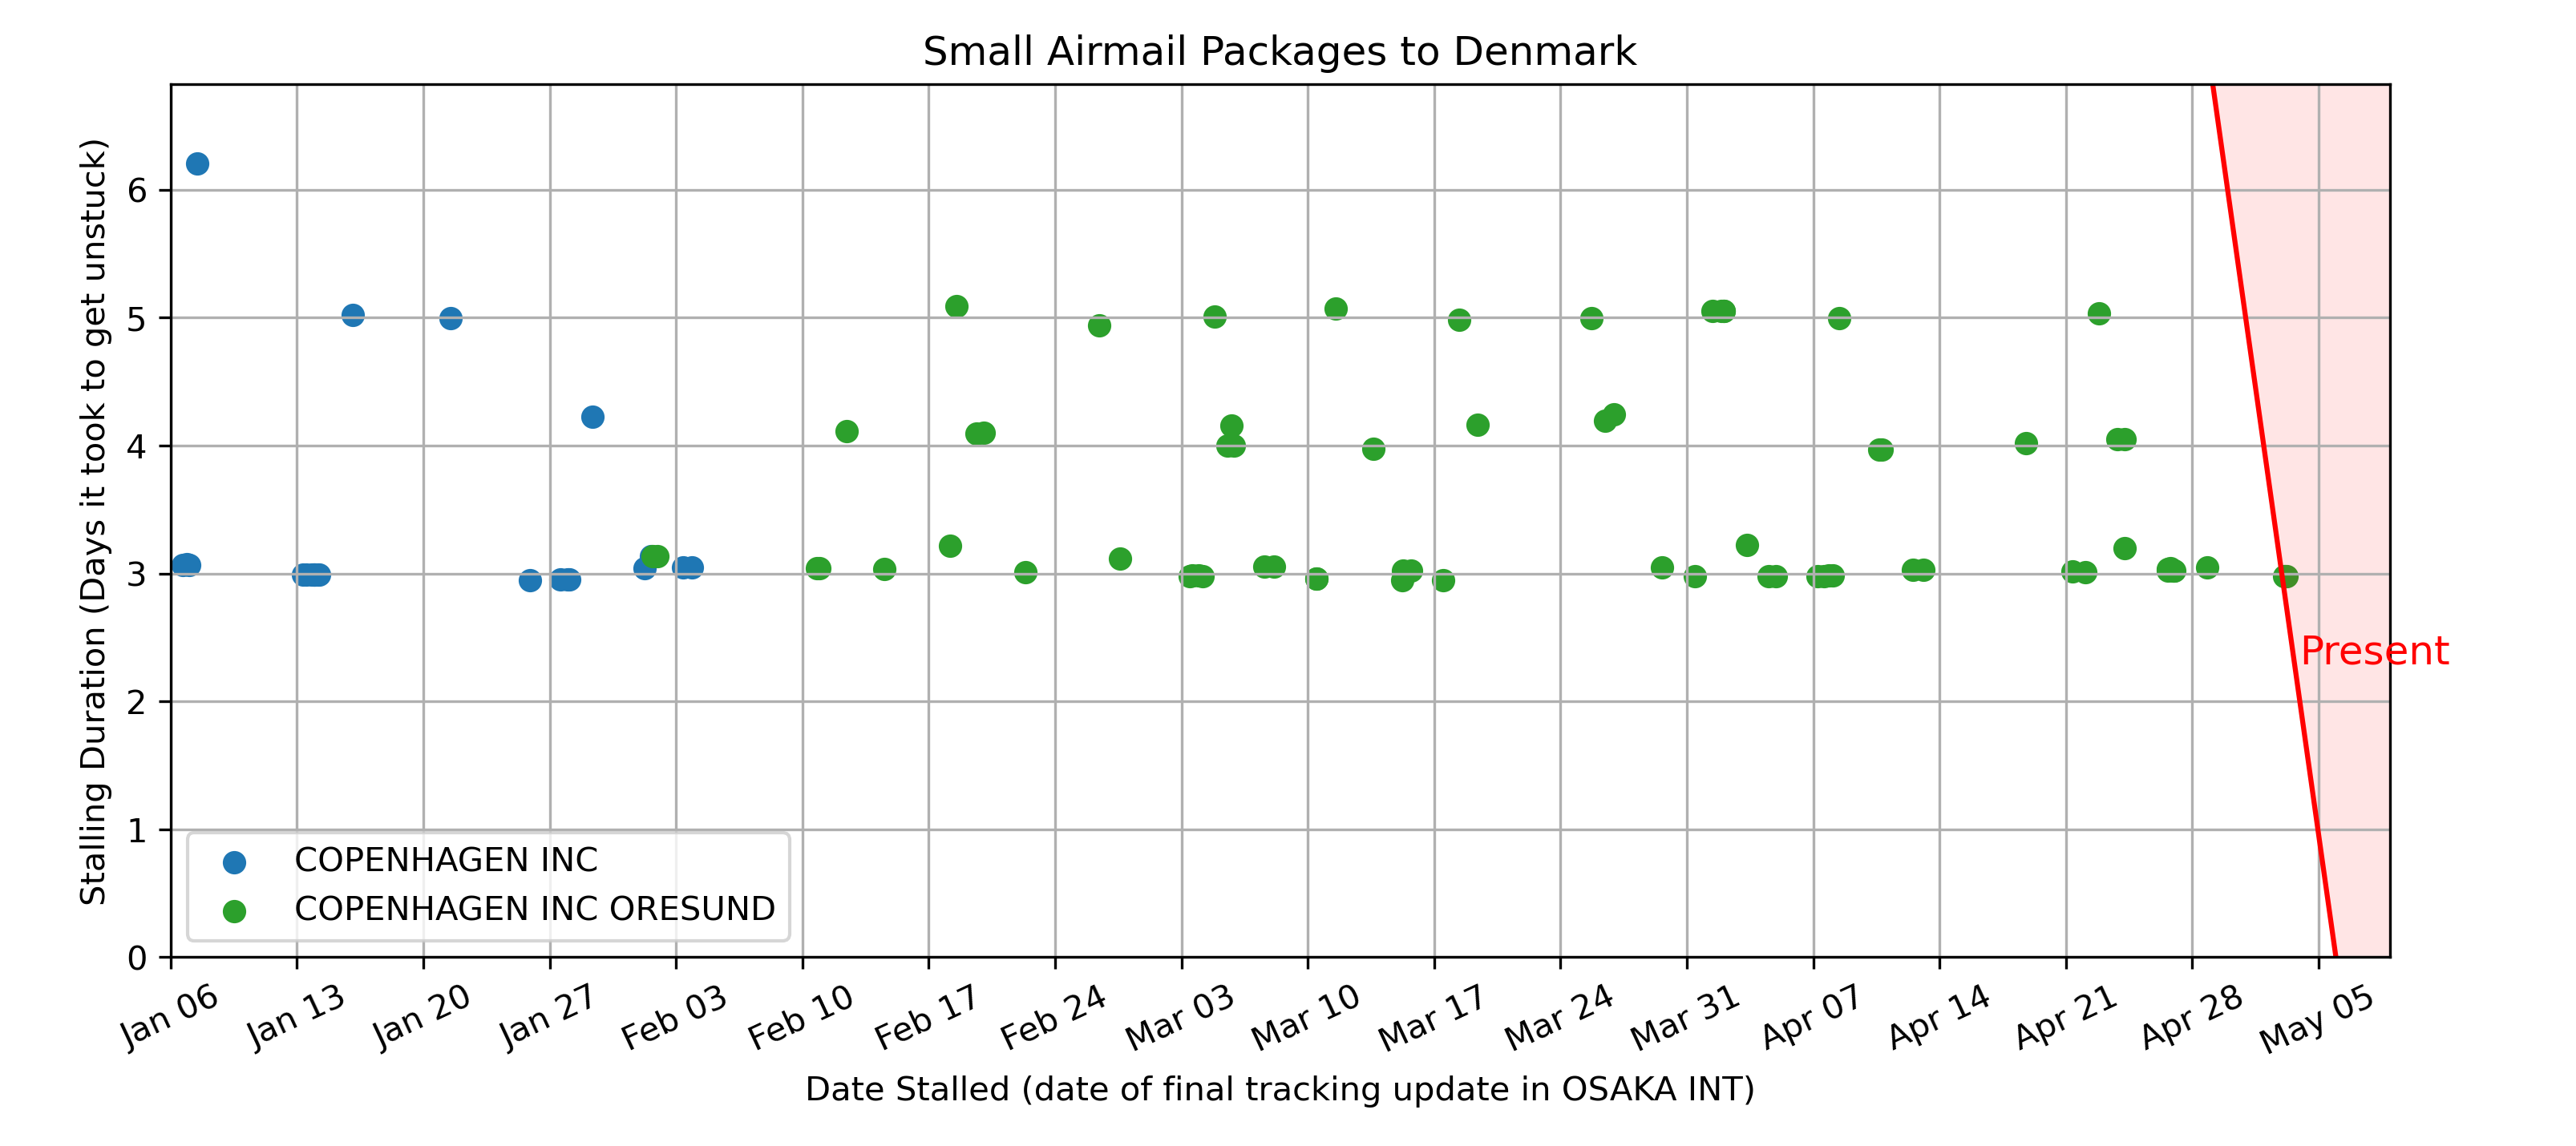 Small Airmail Packages to Denmark
Stalling Duration (Days it took to get unstuck)
6
5
4
3
2
1
0
Present
COPENHAGEN INC
COPENHAGEN INC ORESUND
Jan 06
Jan 13
Jan 20
Jan 27
Feb 03
Feb 10
Feb 17
Feb 24
Mar 03
Mar 10
Mar 17
Mar 24
Mar 31
Apr 07
Apr 14
Apr 21
Apr 28
May 05
Date Stalled (date of final tracking update in OSAKA INT)